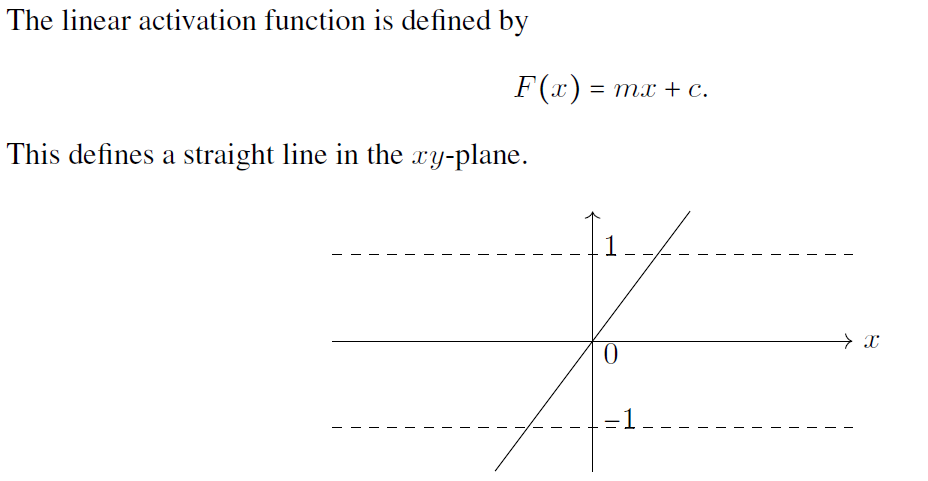 The linear activation function is defined by
F(x) = mx + c.
This defines a straight line in the xy-plane.
1
x
0
−1